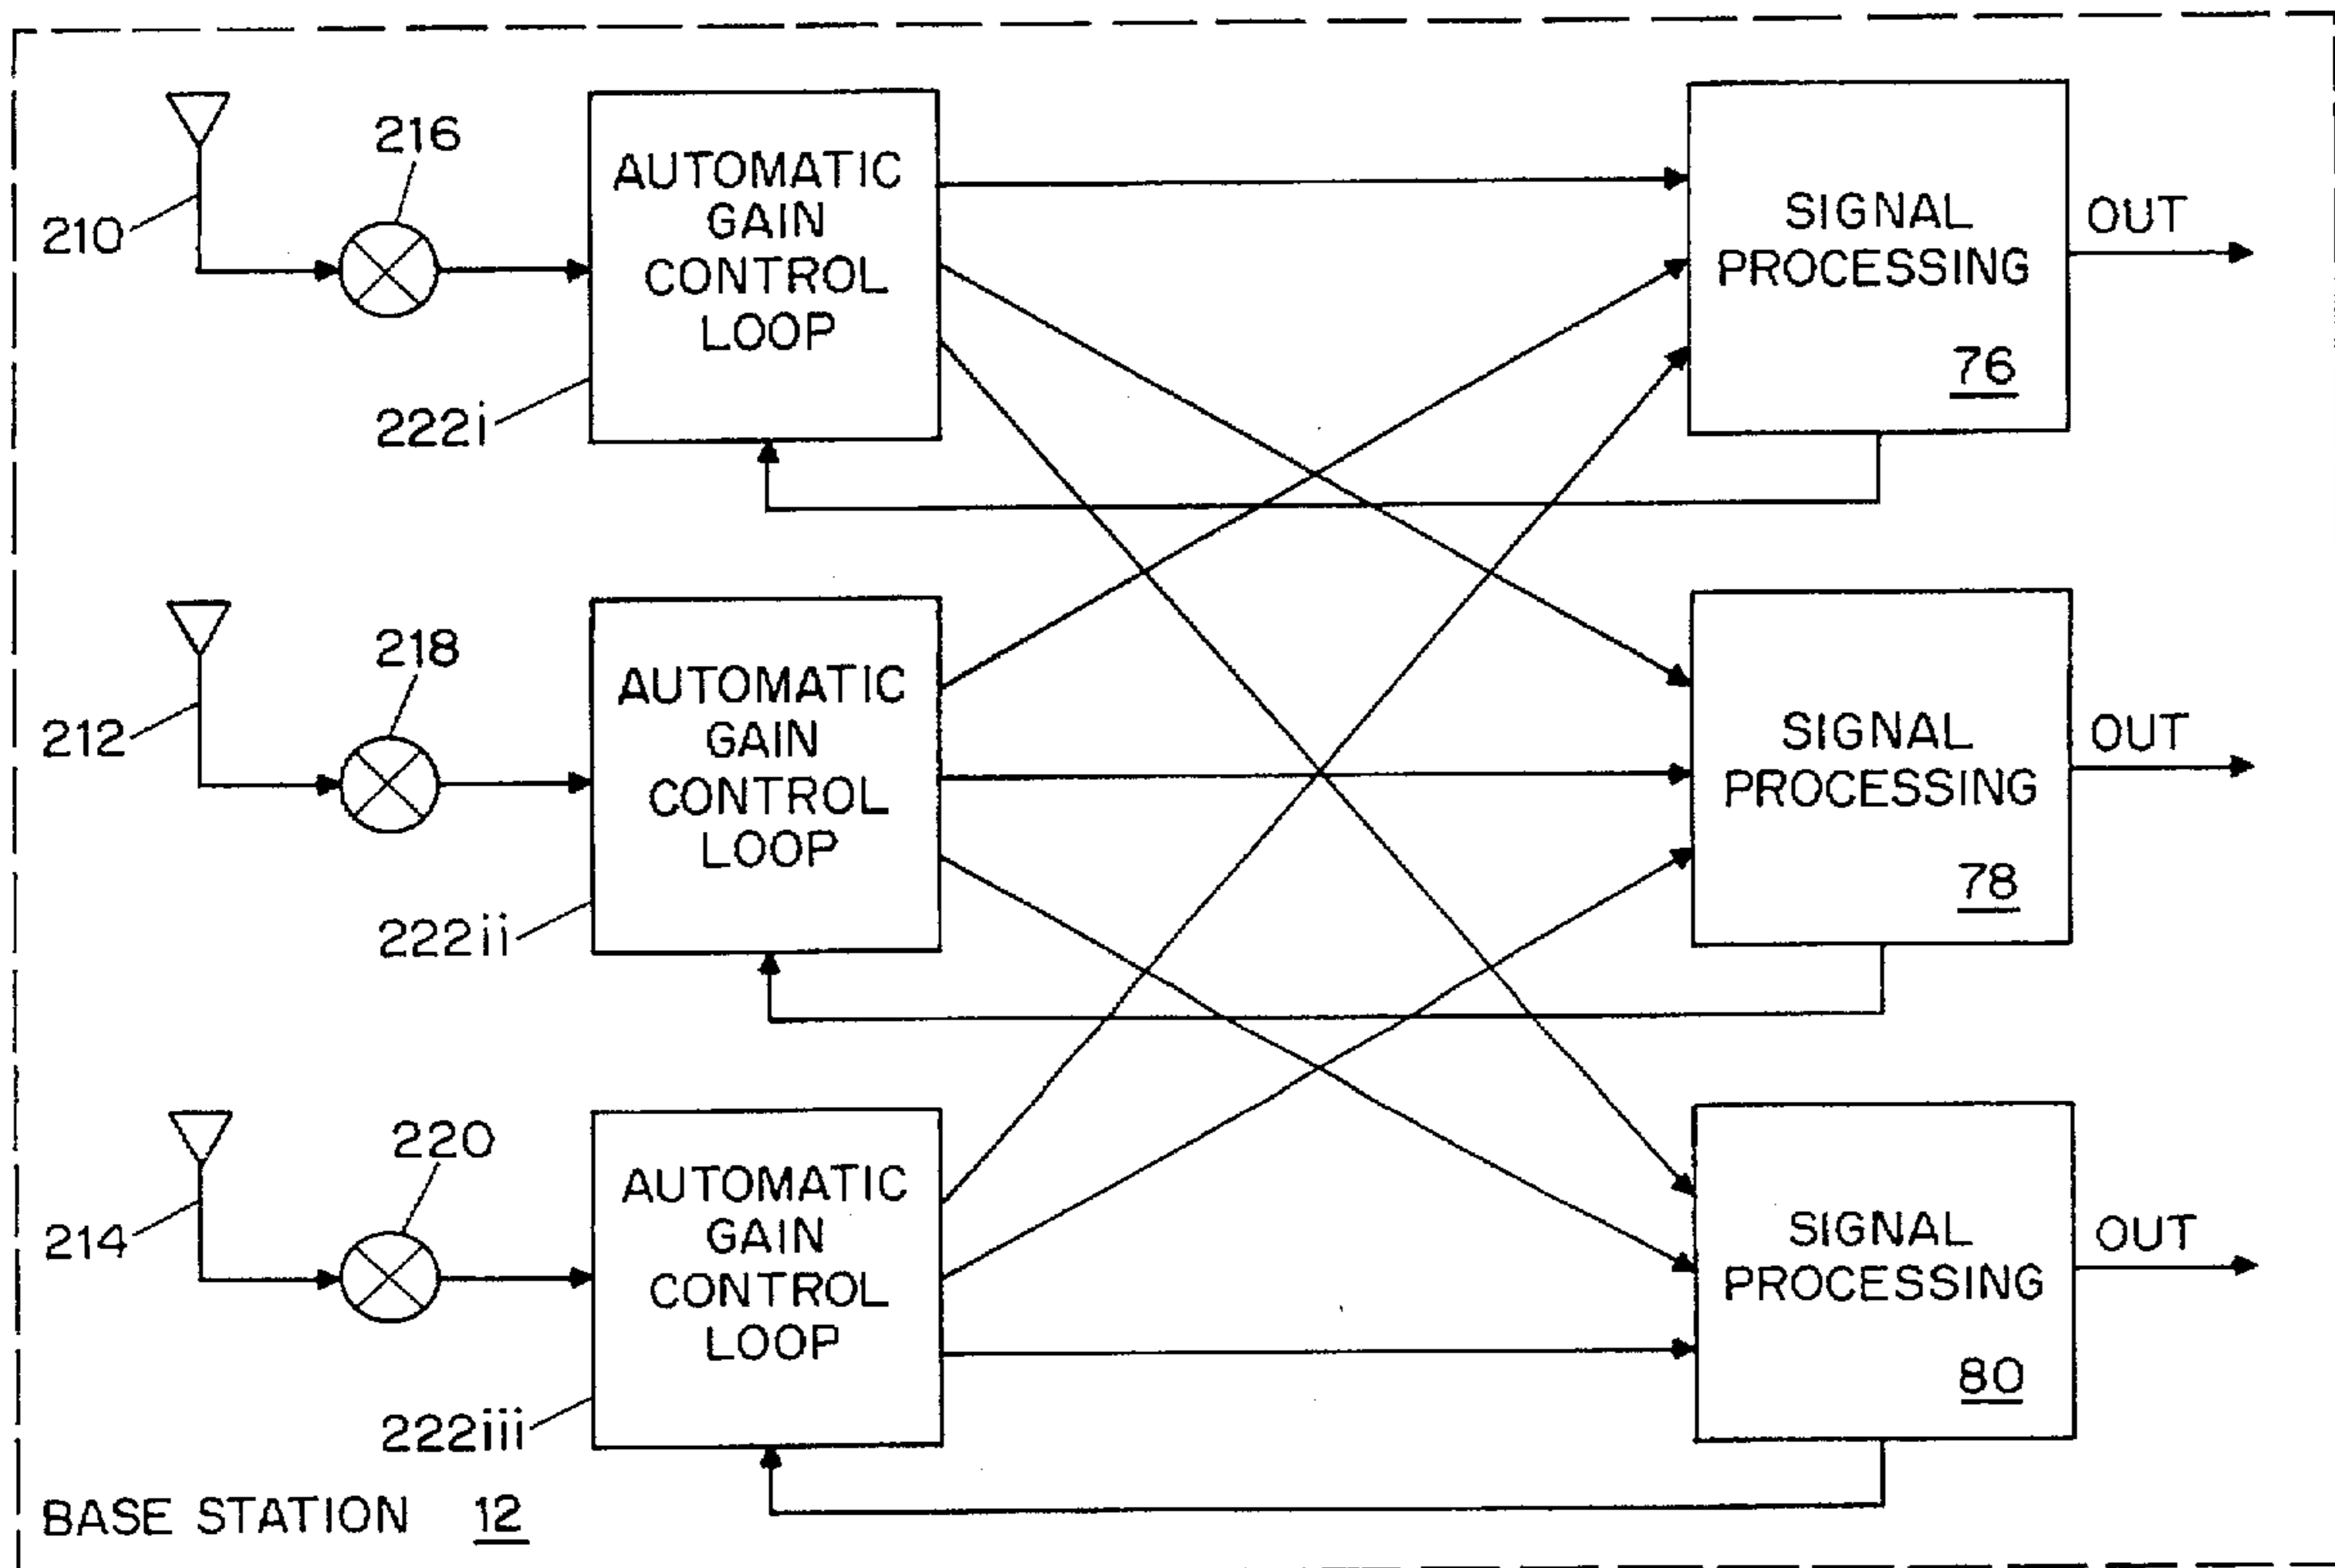 216
AUTOMATIC
GAIN
CONTROL
LOOP
210
222i
SIGNAL
PROCESSING
76
OUT
218
AUTOMATIC
GAIN
CONTROL
LOOP
212
222ii
SIGNAL
PROCESSING
78
OUT
220
AUTOMATIC
GAIN
CONTROL
LOOP
214
222iii
SIGNAL
PROCESSING
80
OUT
BASE STATION 12